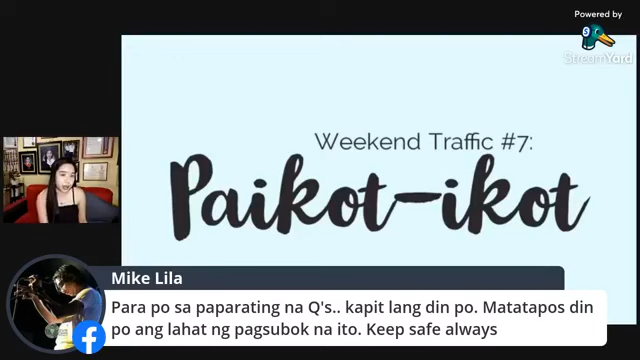 Powered by
StreamYard
Weekend Traffic #7:
Paikot-ikot
Mike Lila
Para po sa paparating na Q's.. kapit lang din po. Matatapos din
po ang lahat ng pagsubok na ito. Keep safe always